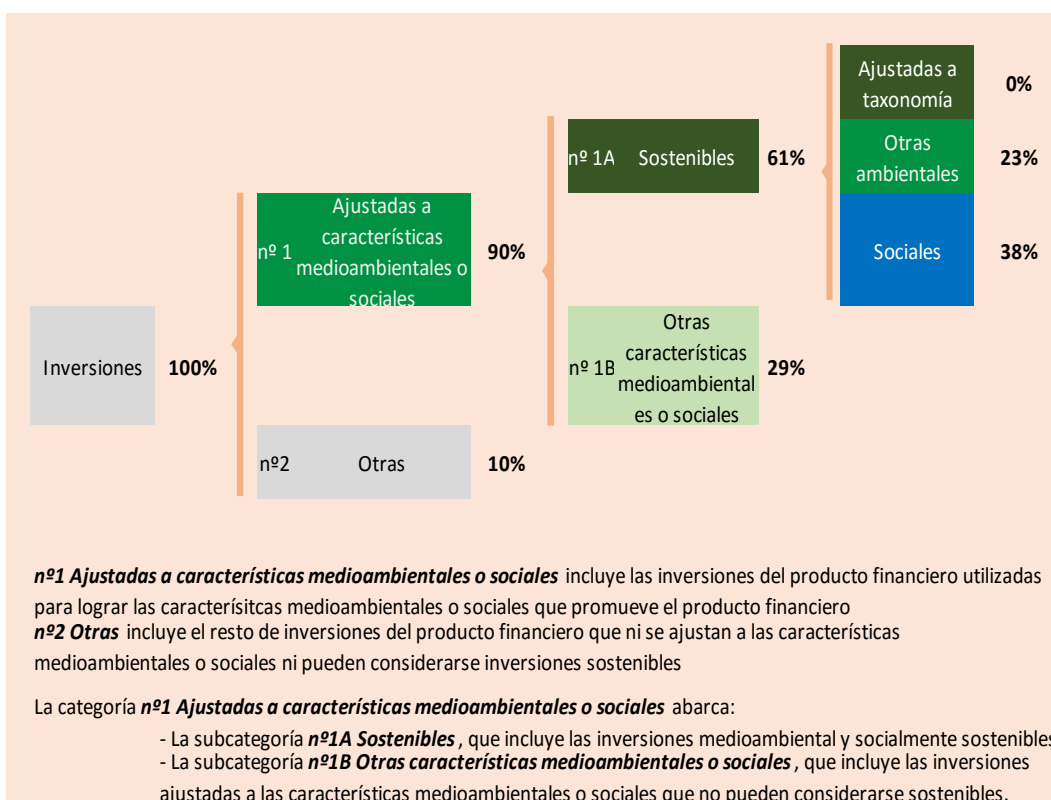 Ajustadas a
taxonomía
0%
Otras
ambientales
23%
nº 1A Sostenibles 61%
Ajustadas a
características
medioambientales o
sociales
nº 1
90%
Sociales 38%
Inversiones 100%
Otras
características
medioambiental
es o sociales
nº 1B
29%
nº2 Otras 10%
nº1 Ajustadas a características medioambientales o sociales incluye las inversiones del producto financiero utilizadas
para lograr las caracterísitcas medioambientales o sociales que promueve el producto financiero
nº2 Otras incluye el resto de inversiones del producto financiero que ni se ajustan a las características
medioambientales o sociales ni pueden considerarse inversiones sostenibles
La categoría nº1 Ajustadas a características medioambientales o sociales abarca:
- La subcategoría nº1A Sostenibles, que incluye las inversiones medioambiental y socialmente sostenibles
- La subcategoría nº1B Otras características medioambientales o sociales, que incluye las inversiones
ajustadas a las características medioambientales o sociales que no pueden considerarse sostenibles.